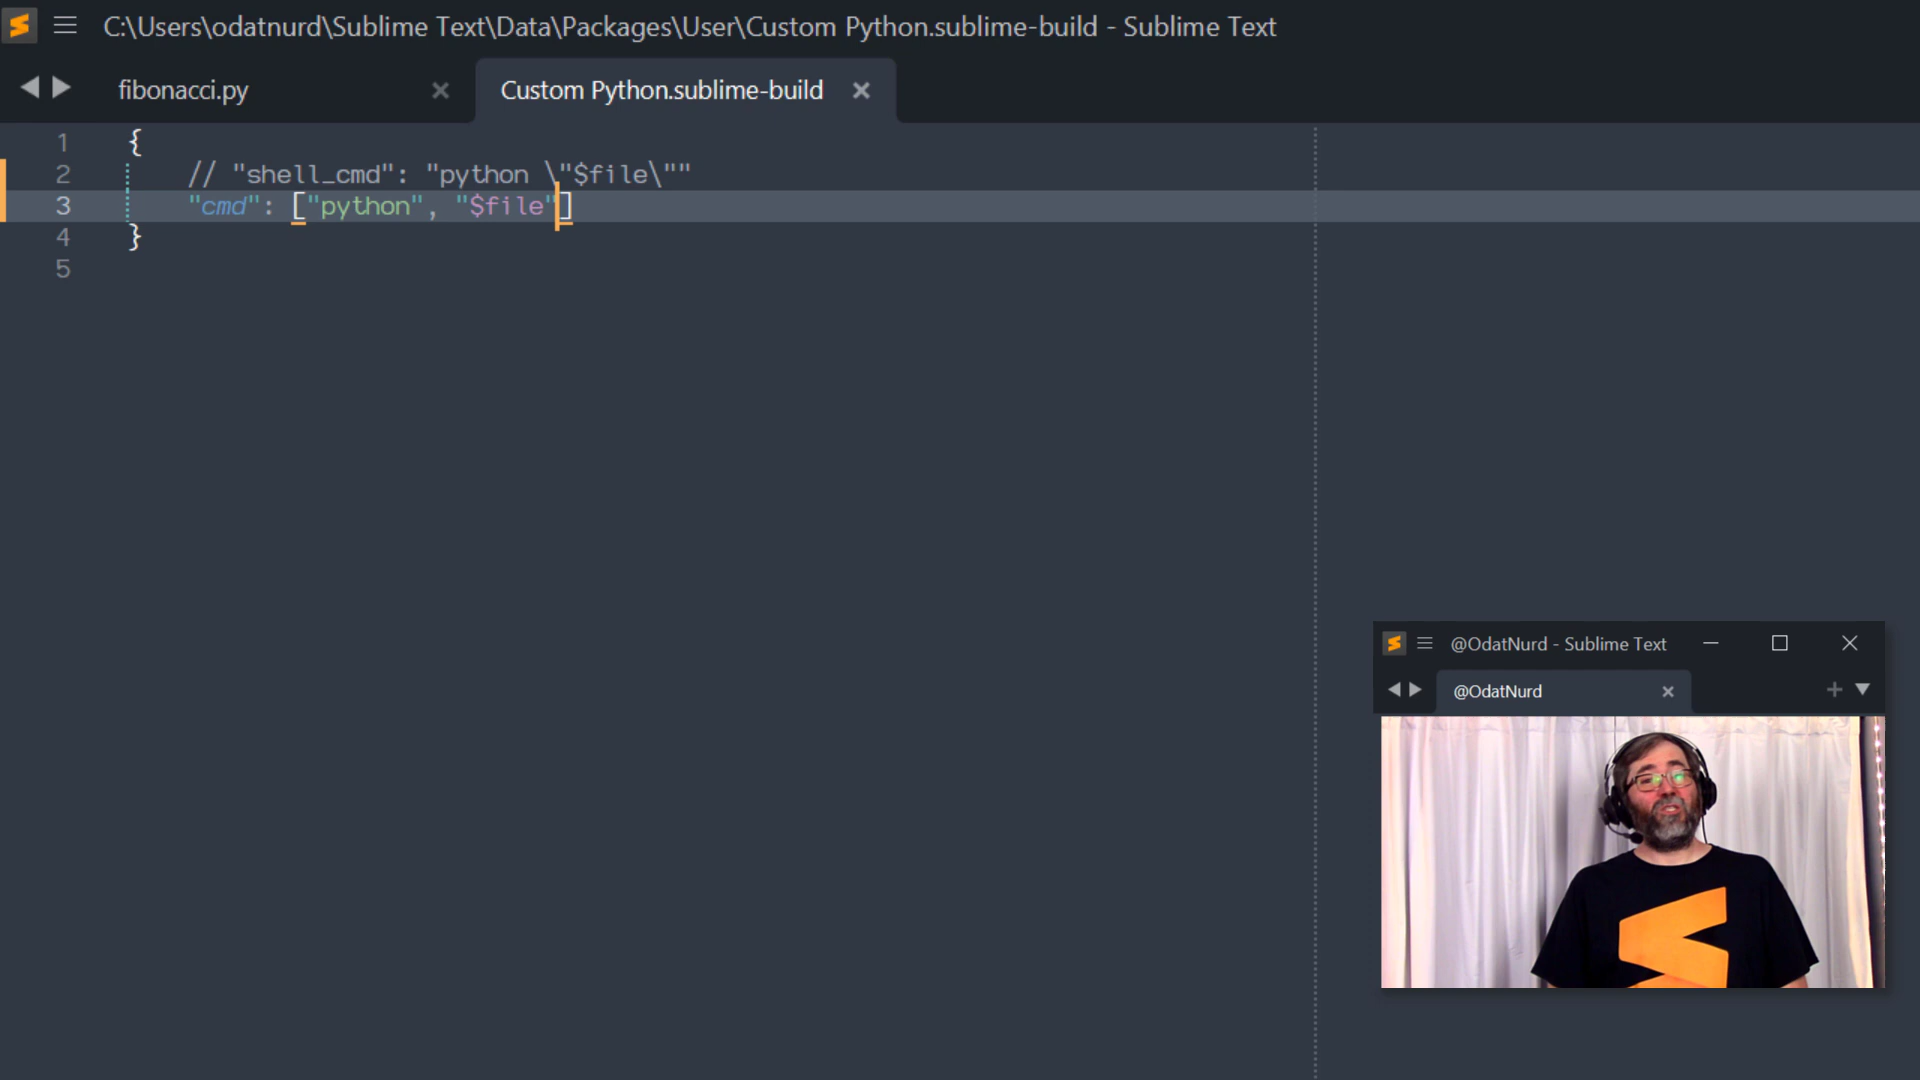 C:\Users\odatnurd\Sublime Text\Data\Packages\User\Custom Python.sublime-build - Sublime Text
fibonacci.py
Custom Python.sublime-build
1 {
2 // "shell_cmd": "python \"$file\""
3 "cmd": ["python", "$file"]
4 }
5
@OdatNurd - Sublime Text
@OdatNurd